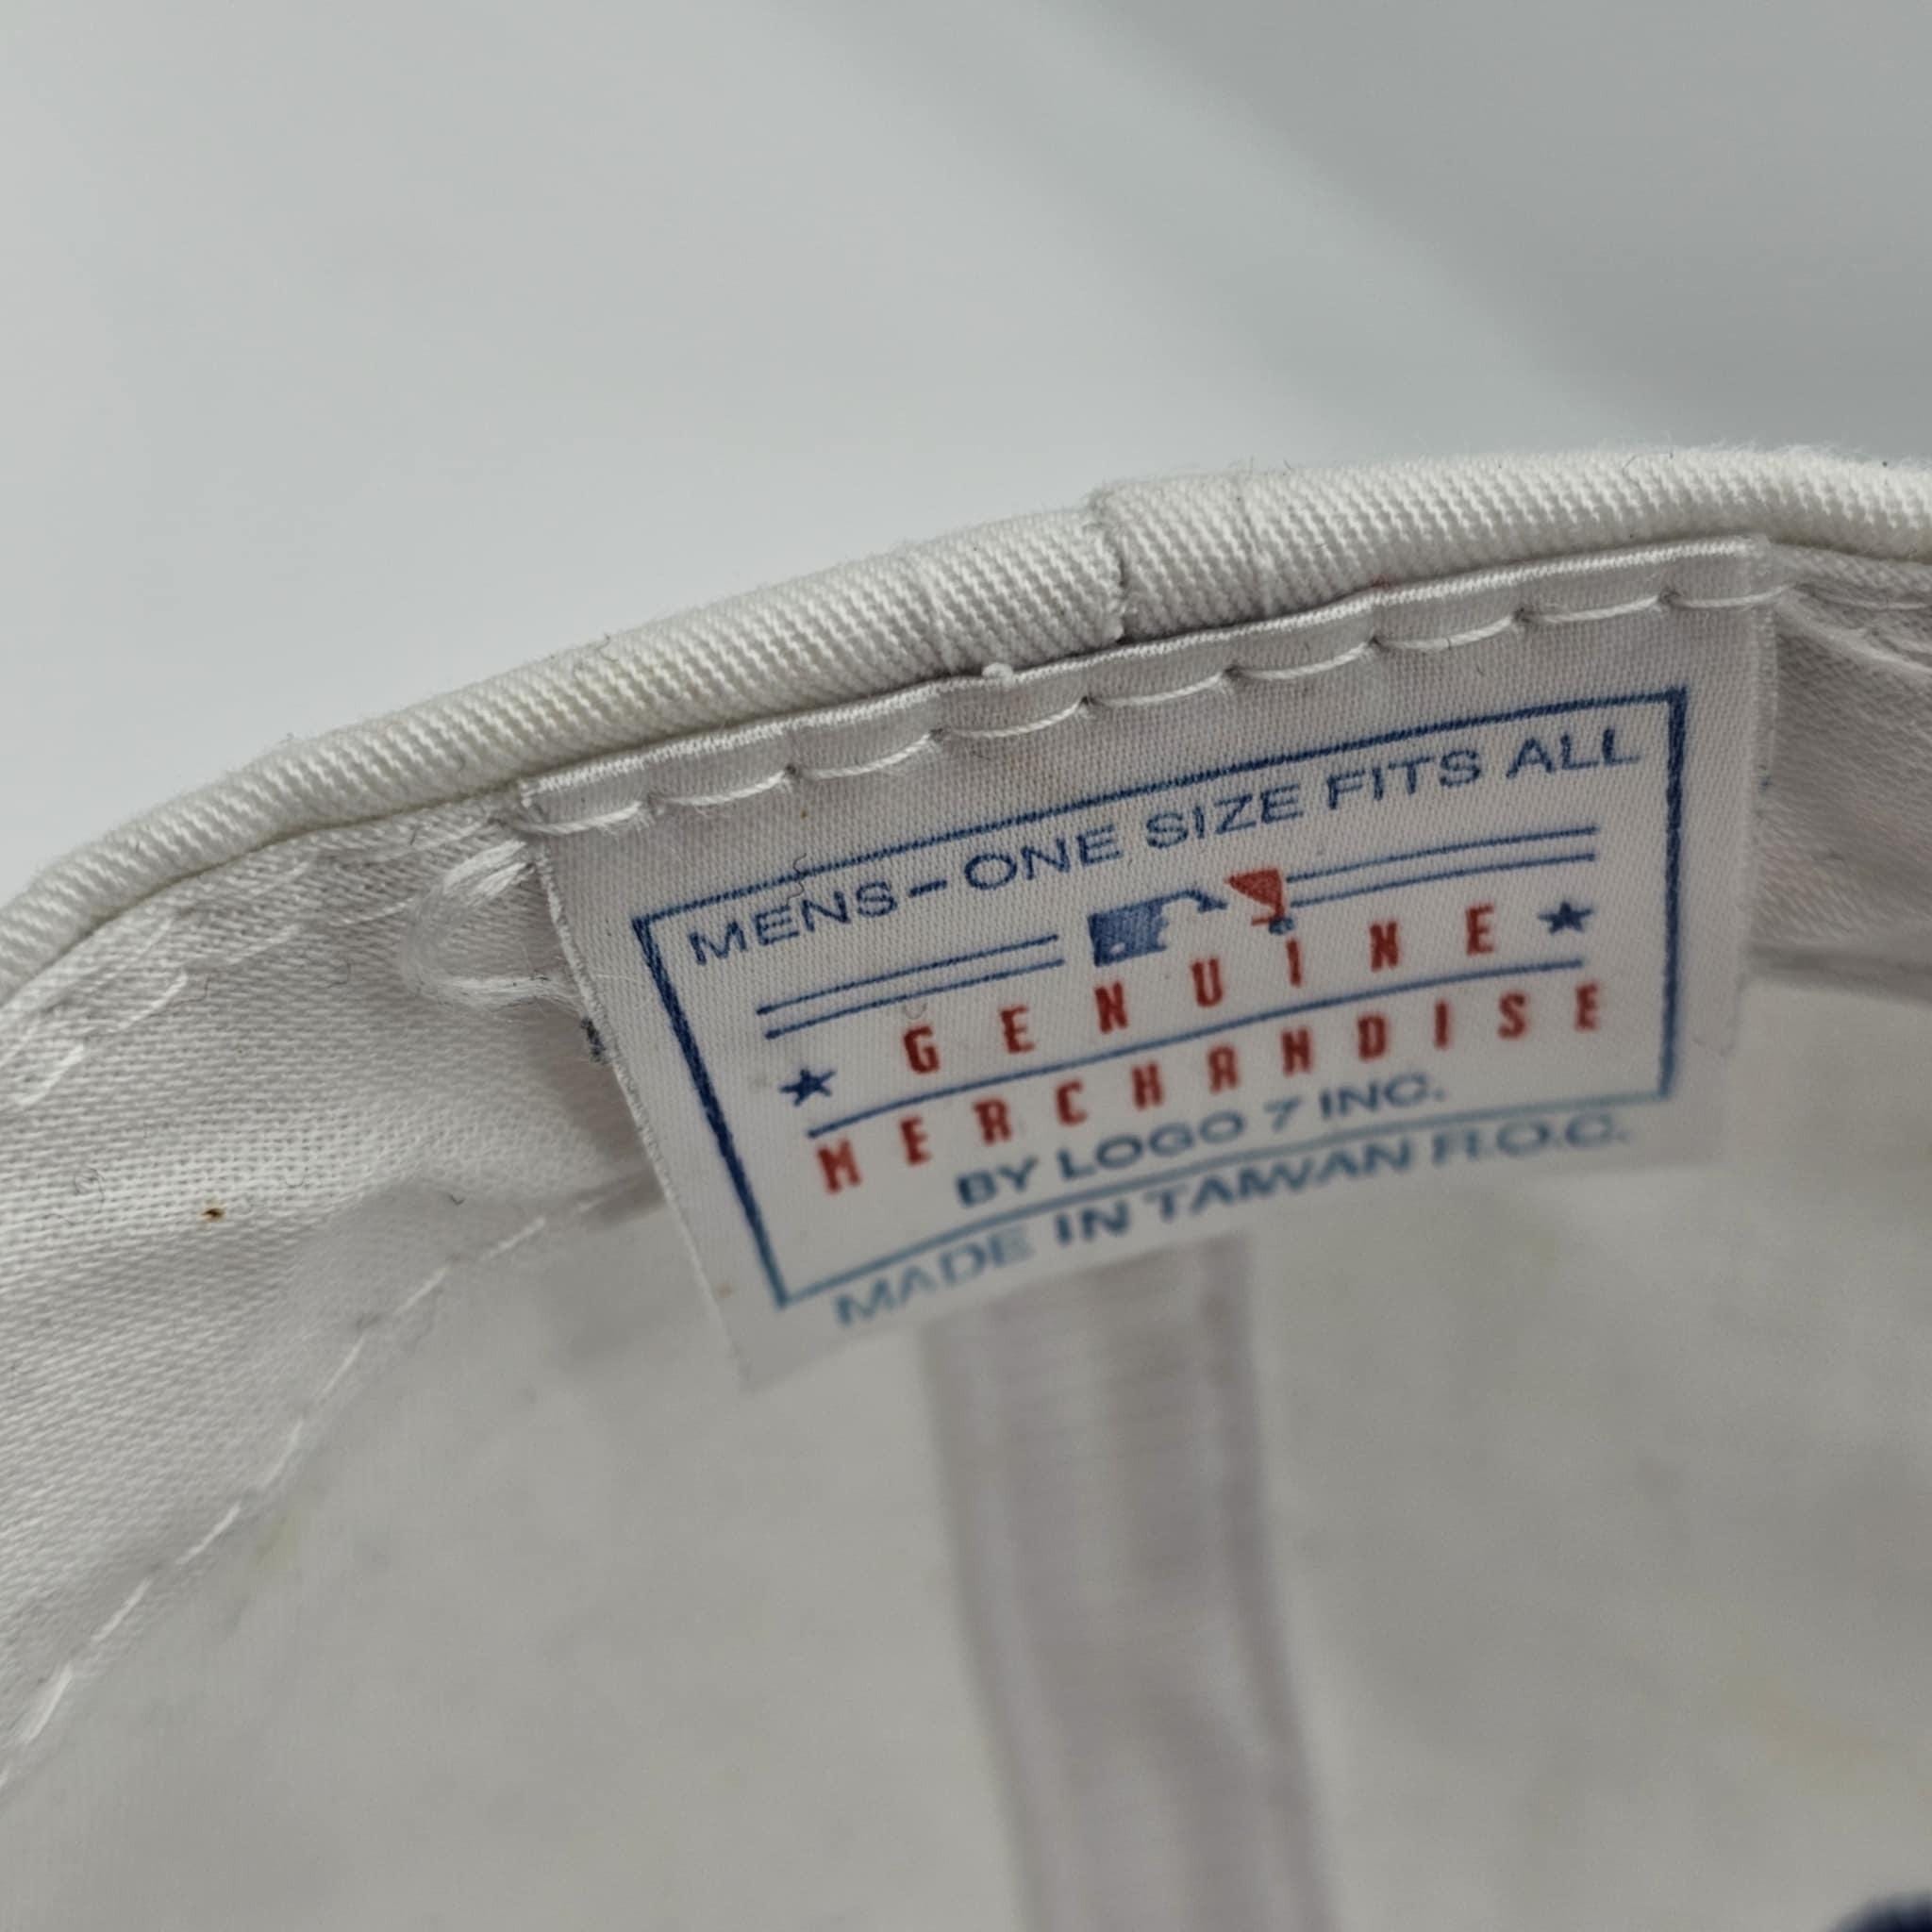 MENS-ONE SIZE FITS ALL
GENUINE
MERCHANDISE
BY LOGO 7 INC.
MADE IN TAIWAN R.O.C.